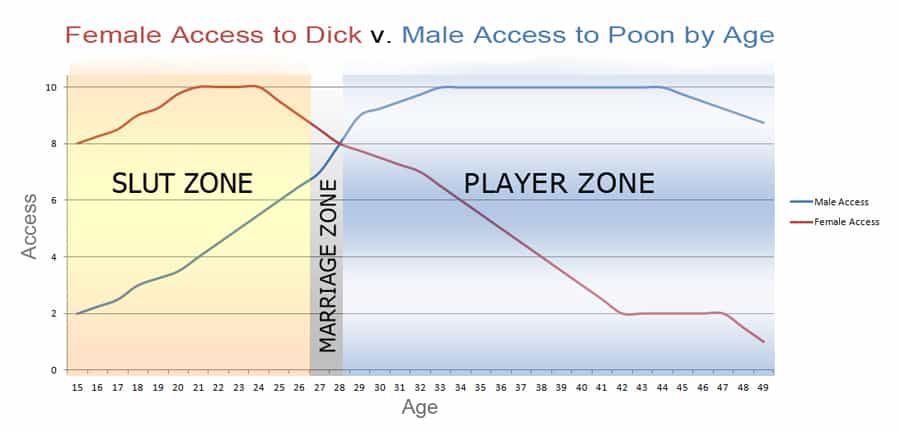 Female Access to Dick v. Male Access to Poon by Age
10
8
6
4
2
0
Access
SLUT ZONE
MARRIAGE ZONE
PLAYER ZONE
Male Access
Female Access
15 16 17 18 19 20 21 22 23 24 25 26 27 28 29 30 31 32 33 34 35 36 37 38 39 40 41 42 43 44 45 46 47 48 49
Age